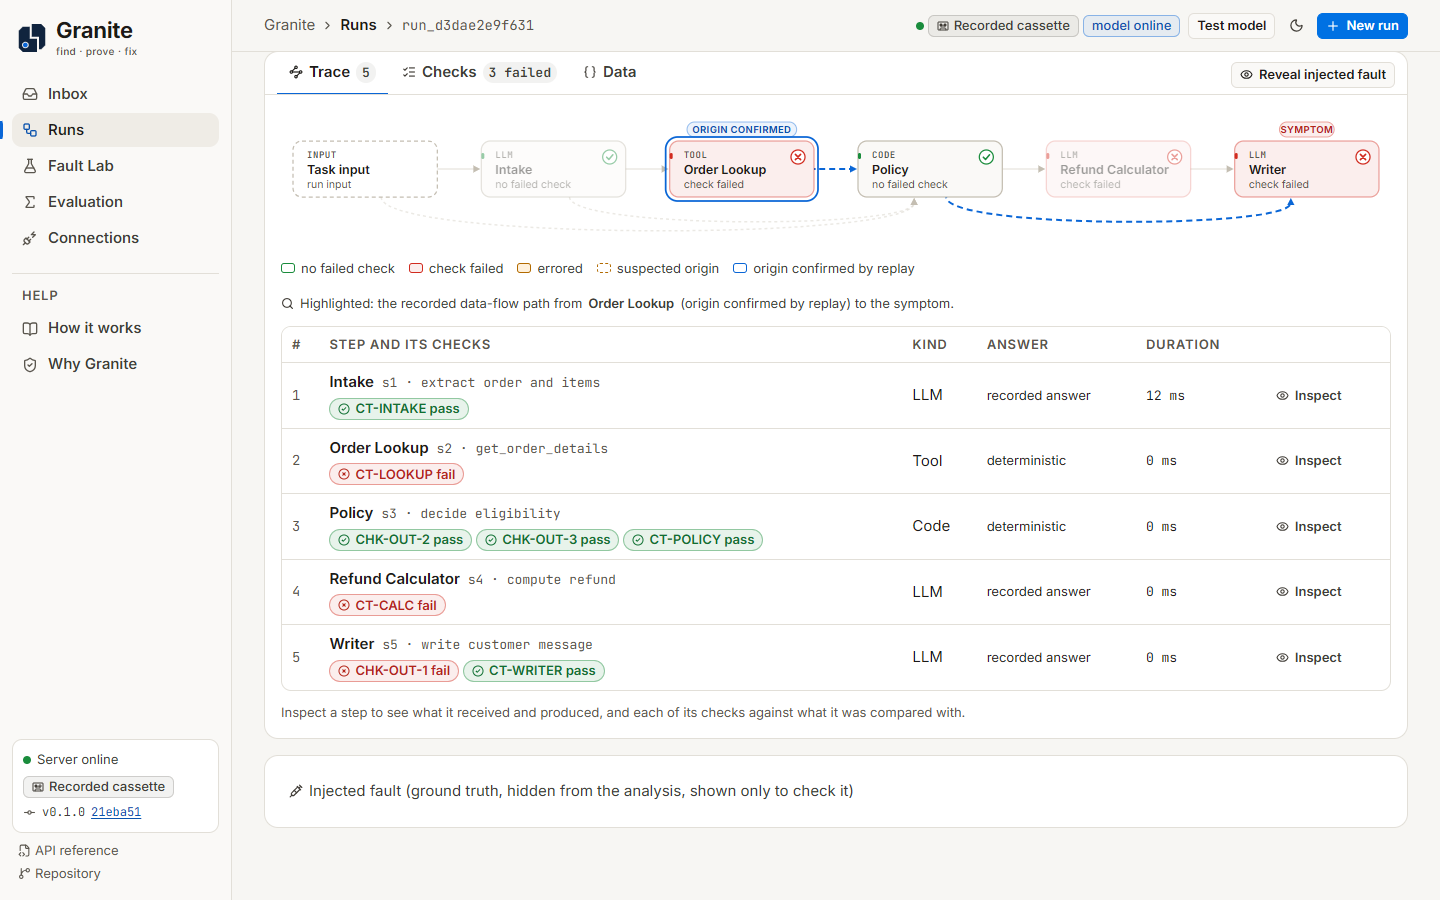 Granite
find · prove · fix
Inbox
Runs
Fault Lab
Evaluation
Connections
HELP
How it works
Why Granite
Server online
Recorded cassette
v0.1.0 21eba51
API reference
Repository
Granite > Runs > run_d3dae2e9f631
Recorded cassette
model online
Test model
New run
Trace 5
Checks 3 failed
Data
Reveal injected fault
INPUT
Task input
run input
LLM
Intake
no failed check
ORIGIN CONFIRMED
TOOL
Order Lookup
check failed
CODE
Policy
no failed check
LLM
Refund Calculator
check failed
SYMPTOM
LLM
Writer
check failed
no failed check
check failed
errored
suspected origin
origin confirmed by replay
Highlighted: the recorded data-flow path from Order Lookup (origin confirmed by replay) to the symptom.
# STEP AND ITS CHECKS KIND ANSWER DURATION
1 Intake s1 · extract order and items LLM recorded answer 12 ms Inspect
CT-INTAKE pass
2 Order Lookup s2 · get_order_details Tool deterministic 0 ms Inspect
CT-LOOKUP fail
3 Policy s3 · decide eligibility Code deterministic 0 ms Inspect
CHK-OUT-2 pass CHK-OUT-3 pass CT-POLICY pass
4 Refund Calculator s4 · compute refund LLM recorded answer 0 ms Inspect
CT-CALC fail
5 Writer s5 · write customer message LLM recorded answer 0 ms Inspect
CHK-OUT-1 fail CT-WRITER pass
Inspect a step to see what it received and produced, and each of its checks against what it was compared with.
Injected fault (ground truth, hidden from the analysis, shown only to check it)